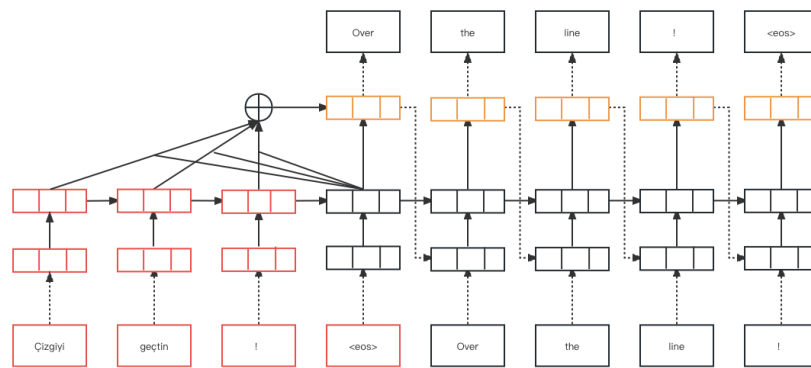 Over
the
line
!
<eos>
Çizgiyi
geçtin
!
<eos>
Over
the
line
!